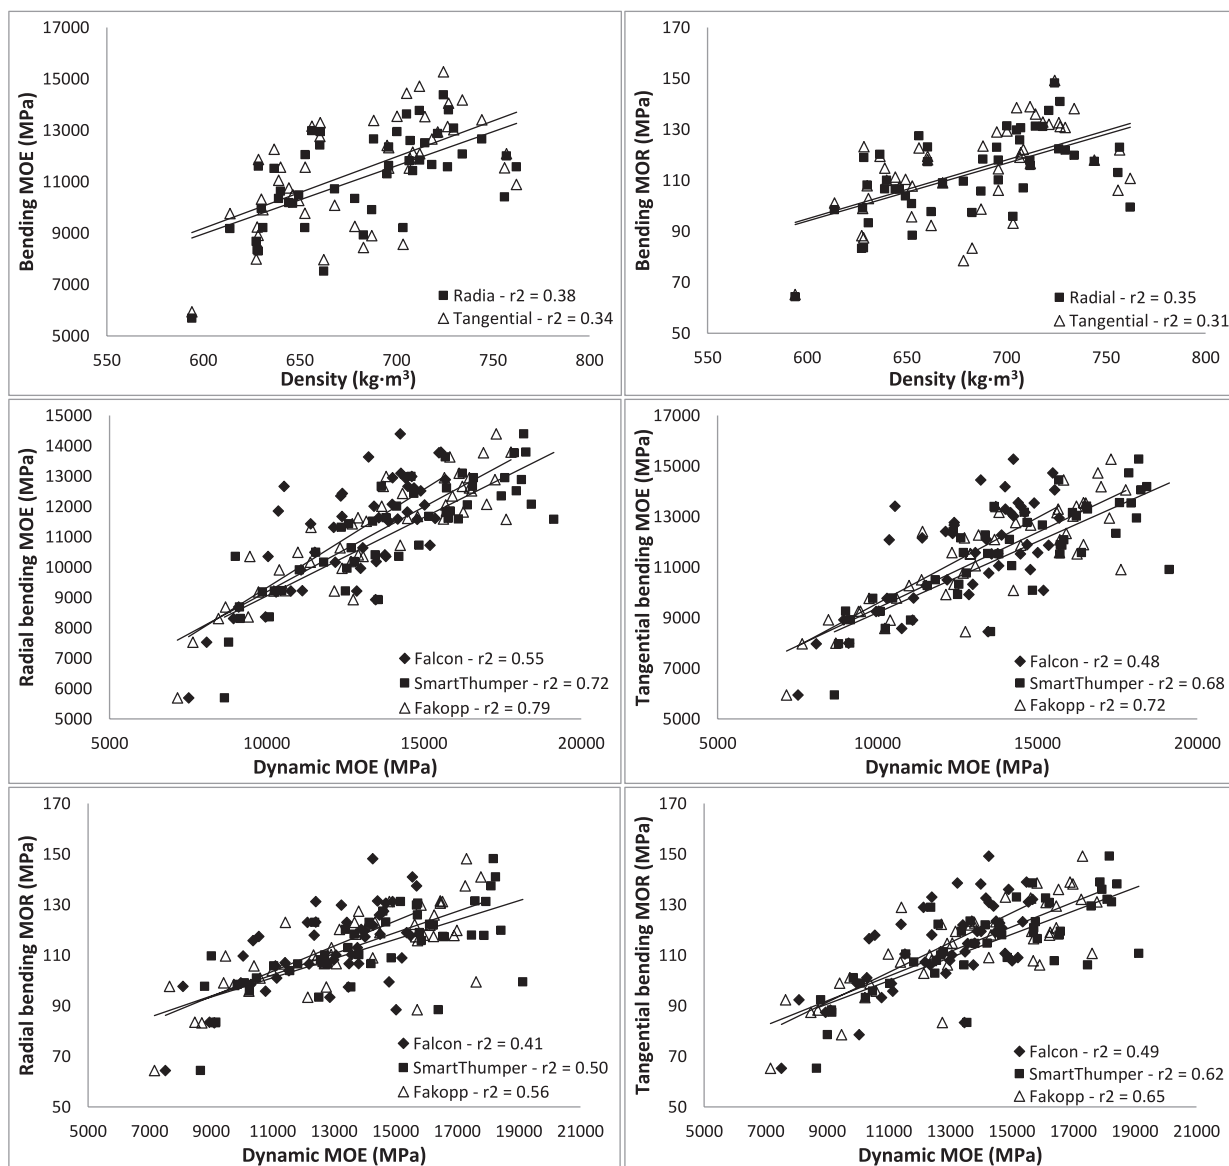 17000
15000
13000
11000
9000
7000
5000
Bending MOE (MPa)
Radia - r2 = 0.38
Tangential - r2 = 0.34
550 600 650 700 750 800
Density (kg·m³)
170
150
130
110
90
70
50
Bending MOR (MPa)
Radial - r2 = 0.35
Tangential - r2 = 0.31
550 600 650 700 750 800
Density (kg·m³)
15000
14000
13000
12000
11000
10000
9000
8000
7000
6000
5000
Radial bending MOE (MPa)
Falcon - r2 = 0.55
SmartThumper - r2 = 0.72
Fakopp - r2 = 0.79
5000 10000 15000 20000
Dynamic MOE (MPa)
17000
15000
13000
11000
9000
7000
5000
Tangential bending MOE (MPa)
Falcon - r2 = 0.48
SmartThumper - r2 = 0.68
Fakopp - r2 = 0.72
5000 10000 15000 20000
Dynamic MOE (MPa)
170
150
130
110
90
70
50
Radial bending MOR (MPa)
Falcon - r2 = 0.41
SmartThumper - r2 = 0.50
Fakopp - r2 = 0.56
5000 7000 9000 11000 13000 15000 17000 19000 21000
Dynamic MOE (MPa)
170
150
130
110
90
70
50
Tangential bending MOR (MPa)
Falcon - r2 = 0.49
SmartThumper - r2 = 0.62
Fakopp - r2 = 0.65
5000 7000 9000 11000 13000 15000 17000 19000 21000
Dynamic MOE (MPa)